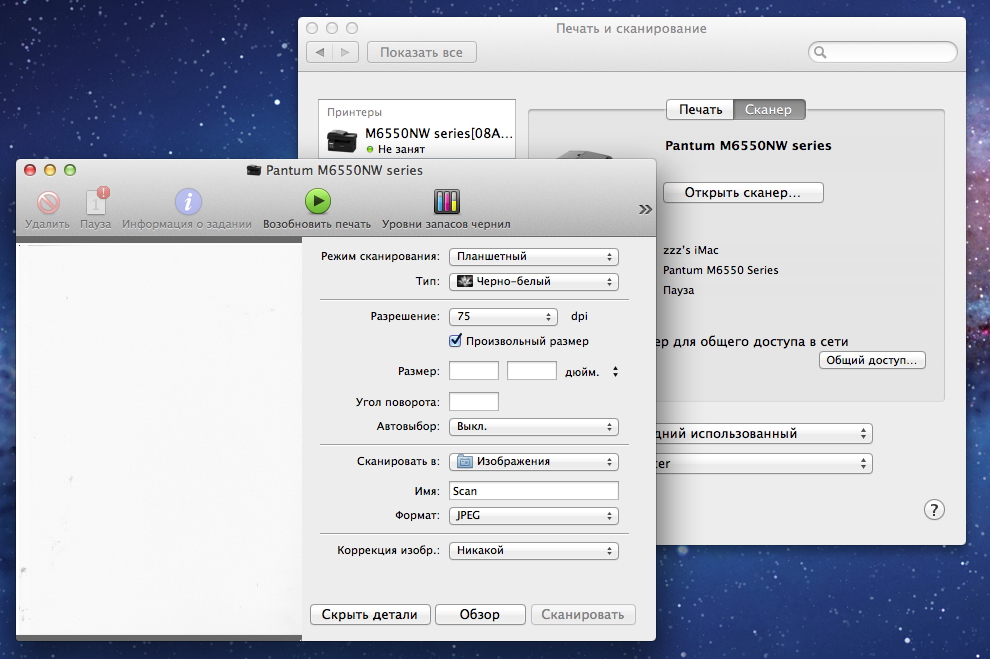 Печать и сканирование
Показать все
Принтеры
M6550NW series[08A...
Не занят
Печать
Сканер
Pantum M6550NW series
Открыть сканер...
zzz's iMac
Pantum M6550 Series
Пауза
ер для общего доступа в сети
Общий доступ...
дний использованный
ter
?
Pantum M6550NW series
Удалить
1
!
Пауза
i
Информация о задании
Возобновить печать
Уровни запасов чернил
»
Режим сканирования: Планшетный
Тип: Черно-белый
Разрешение: 75 dpi
Произвольный размер
Размер: дюйм.
Угол поворота:
Автовыбор: Выкл.
Сканировать в: Изображения
Имя: Scan
Формат: JPEG
Коррекция изобр.: Никакой
Скрыть детали
Обзор
Сканировать